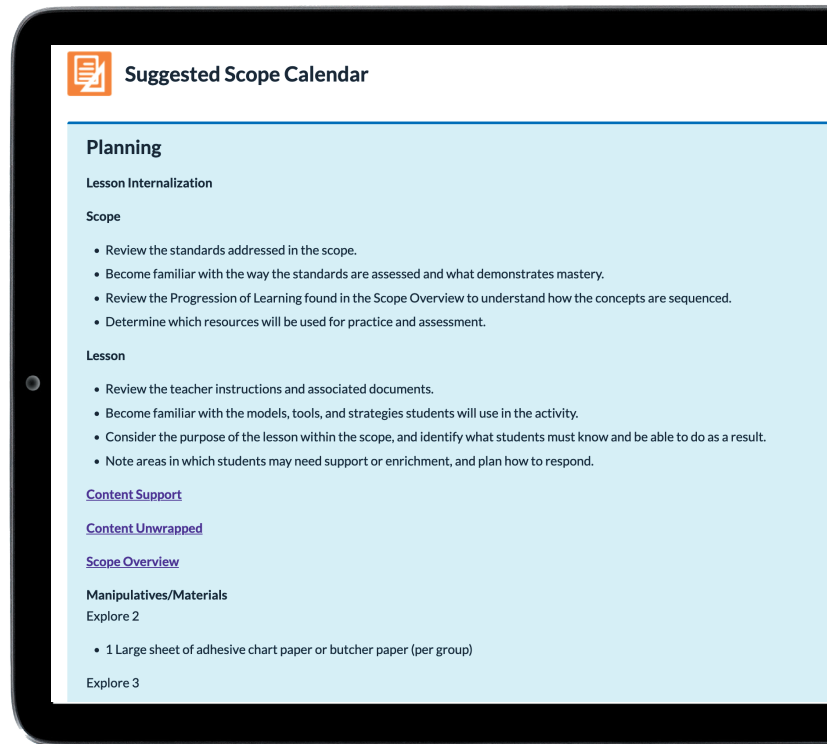 Suggested Scope Calendar
Planning
Lesson Internalization
Scope
• Review the standards addressed in the scope.
• Become familiar with the way the standards are assessed and what demonstrates mastery.
• Review the Progression of Learning found in the Scope Overview to understand how the concepts are sequenced.
• Determine which resources will be used for practice and assessment.
Lesson
• Review the teacher instructions and associated documents.
• Become familiar with the models, tools, and strategies students will use in the activity.
• Consider the purpose of the lesson within the scope, and identify what students must know and be able to do as a result.
• Note areas in which students may need support or enrichment, and plan how to respond.
Content Support
Content Unwrapped
Scope Overview
Manipulatives/Materials
Explore 2
• 1 Large sheet of adhesive chart paper or butcher paper (per group)
Explore 3